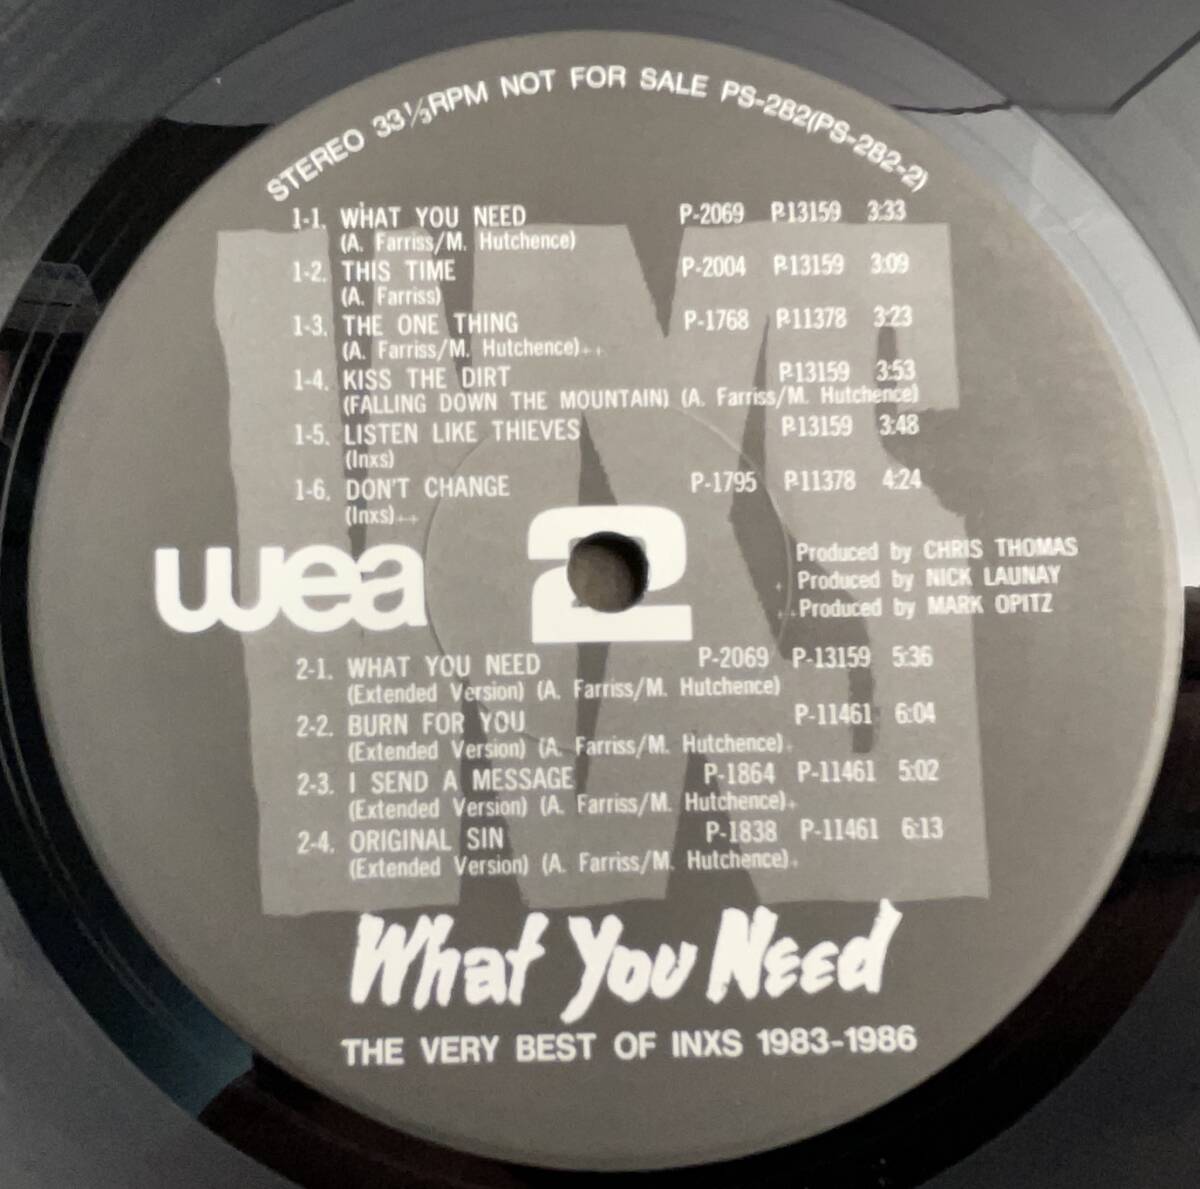 STEREO 33⅓RPM NOT FOR SALE PS-282(PS-282-2)
1-1. WHAT YOU NEED P-2069 P-13159 3:33
(A. Farriss/M. Hutchence)
1-2. THIS TIME P-2004 P-13159 3:09
(A. Farriss)
1-3. THE ONE THING P-1768 P-11378 3:23
(A. Farriss/M. Hutchence)++
1-4. KISS THE DIRT P-13159 3:53
(FALLING DOWN THE MOUNTAIN) (A. Farriss/M. Hutchence)
1-5. LISTEN LIKE THIEVES P-13159 3:48
(Inxs)
1-6. DON'T CHANGE P-1795 P-11378 4:24
(Inxs)++
INXS
wea 2
Produced by CHRIS THOMAS
+Produced by NICK LAUNAY
++Produced by MARK OPITZ
2-1. WHAT YOU NEED P-2069 P-13159 5:36
(Extended Version) (A. Farriss/M. Hutchence)
2-2. BURN FOR YOU P-11461 6:04
(Extended Version) (A. Farriss/M. Hutchence)+
2-3. I SEND A MESSAGE P-1864 P-11461 5:02
(Extended Version) (A. Farriss/M. Hutchence)+
2-4. ORIGINAL SIN P-1838 P-11461 6:13
(Extended Version) (A. Farriss/M. Hutchence)+
What You Need
THE VERY BEST OF INXS 1983-1986